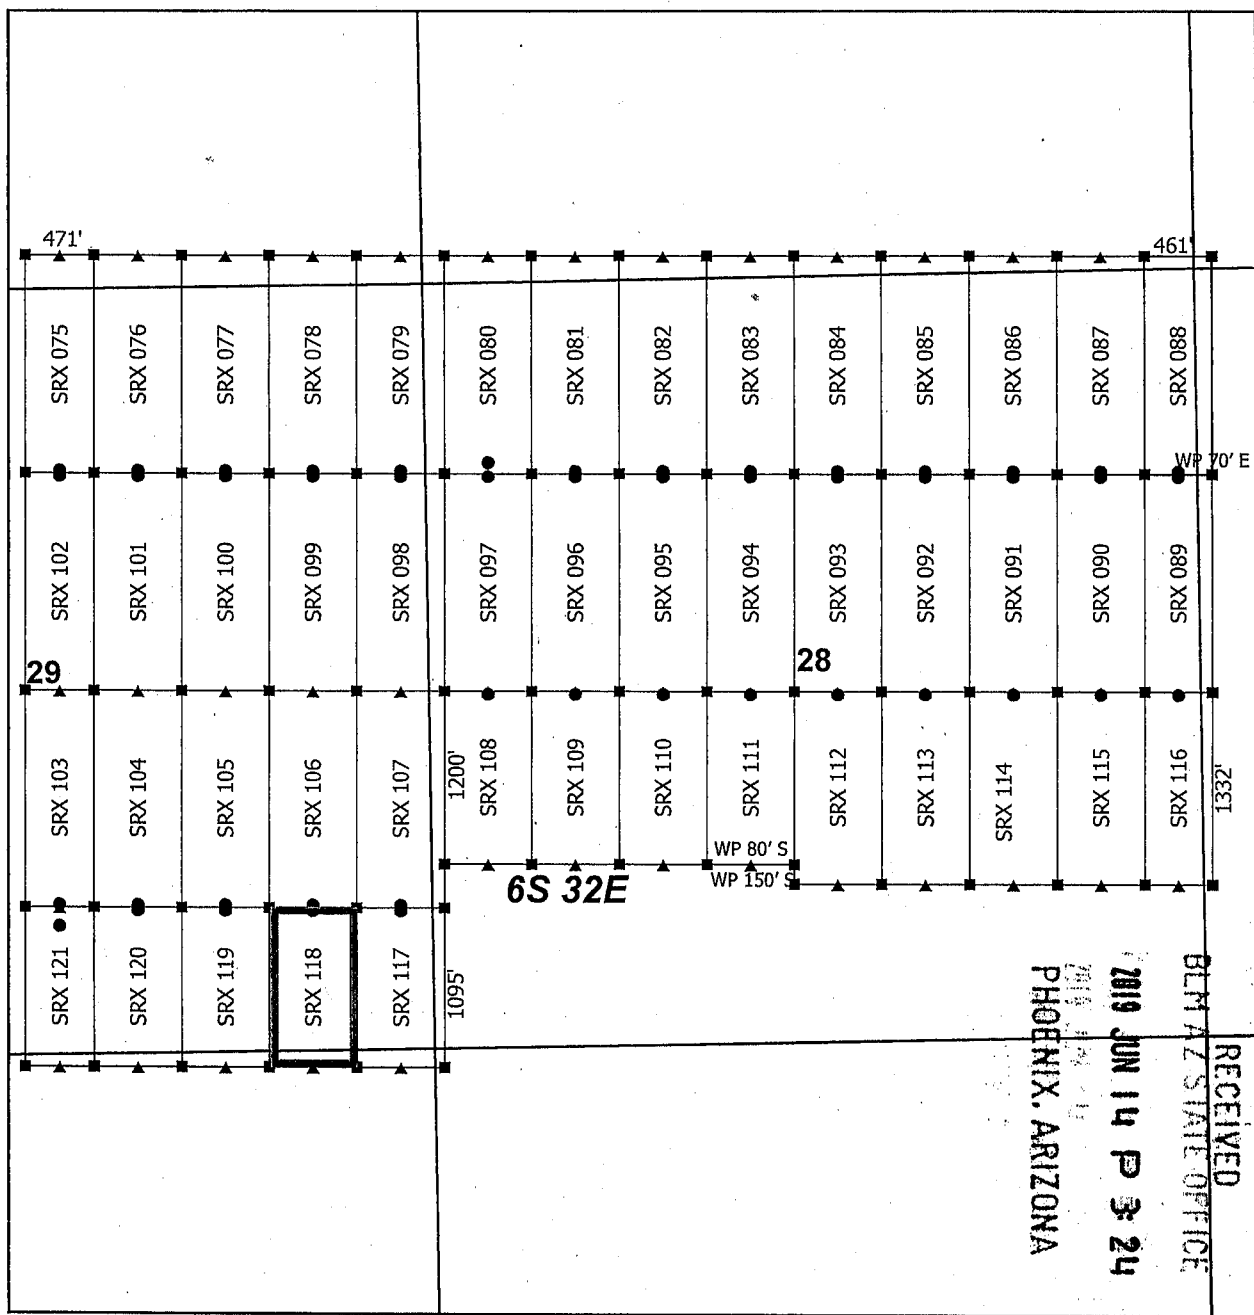 471'
461'
SRX 075
SRX 076
SRX 077
SRX 078
SRX 079
SRX 080
SRX 081
SRX 082
SRX 083
SRX 084
SRX 085
SRX 086
SRX 087
SRX 088
WP 70' E
SRX 102
SRX 101
SRX 100
SRX 099
SRX 098
SRX 097
SRX 096
SRX 095
SRX 094
SRX 093
SRX 092
SRX 091
SRX 090
SRX 089
29
28
SRX 103
SRX 104
SRX 105
SRX 106
SRX 107
1200'
SRX 108
SRX 109
SRX 110
SRX 111
SRX 112
SRX 113
SRX 114
SRX 115
SRX 116
1332'
WP 80' S
WP 150' S
6S 32E
SRX 121
SRX 120
SRX 119
SRX 118
SRX 117
1095'
RECEIVED
BLM AZ STATE OFFICE
2019 JUN 14 P 3:24
PHOENIX, ARIZONA